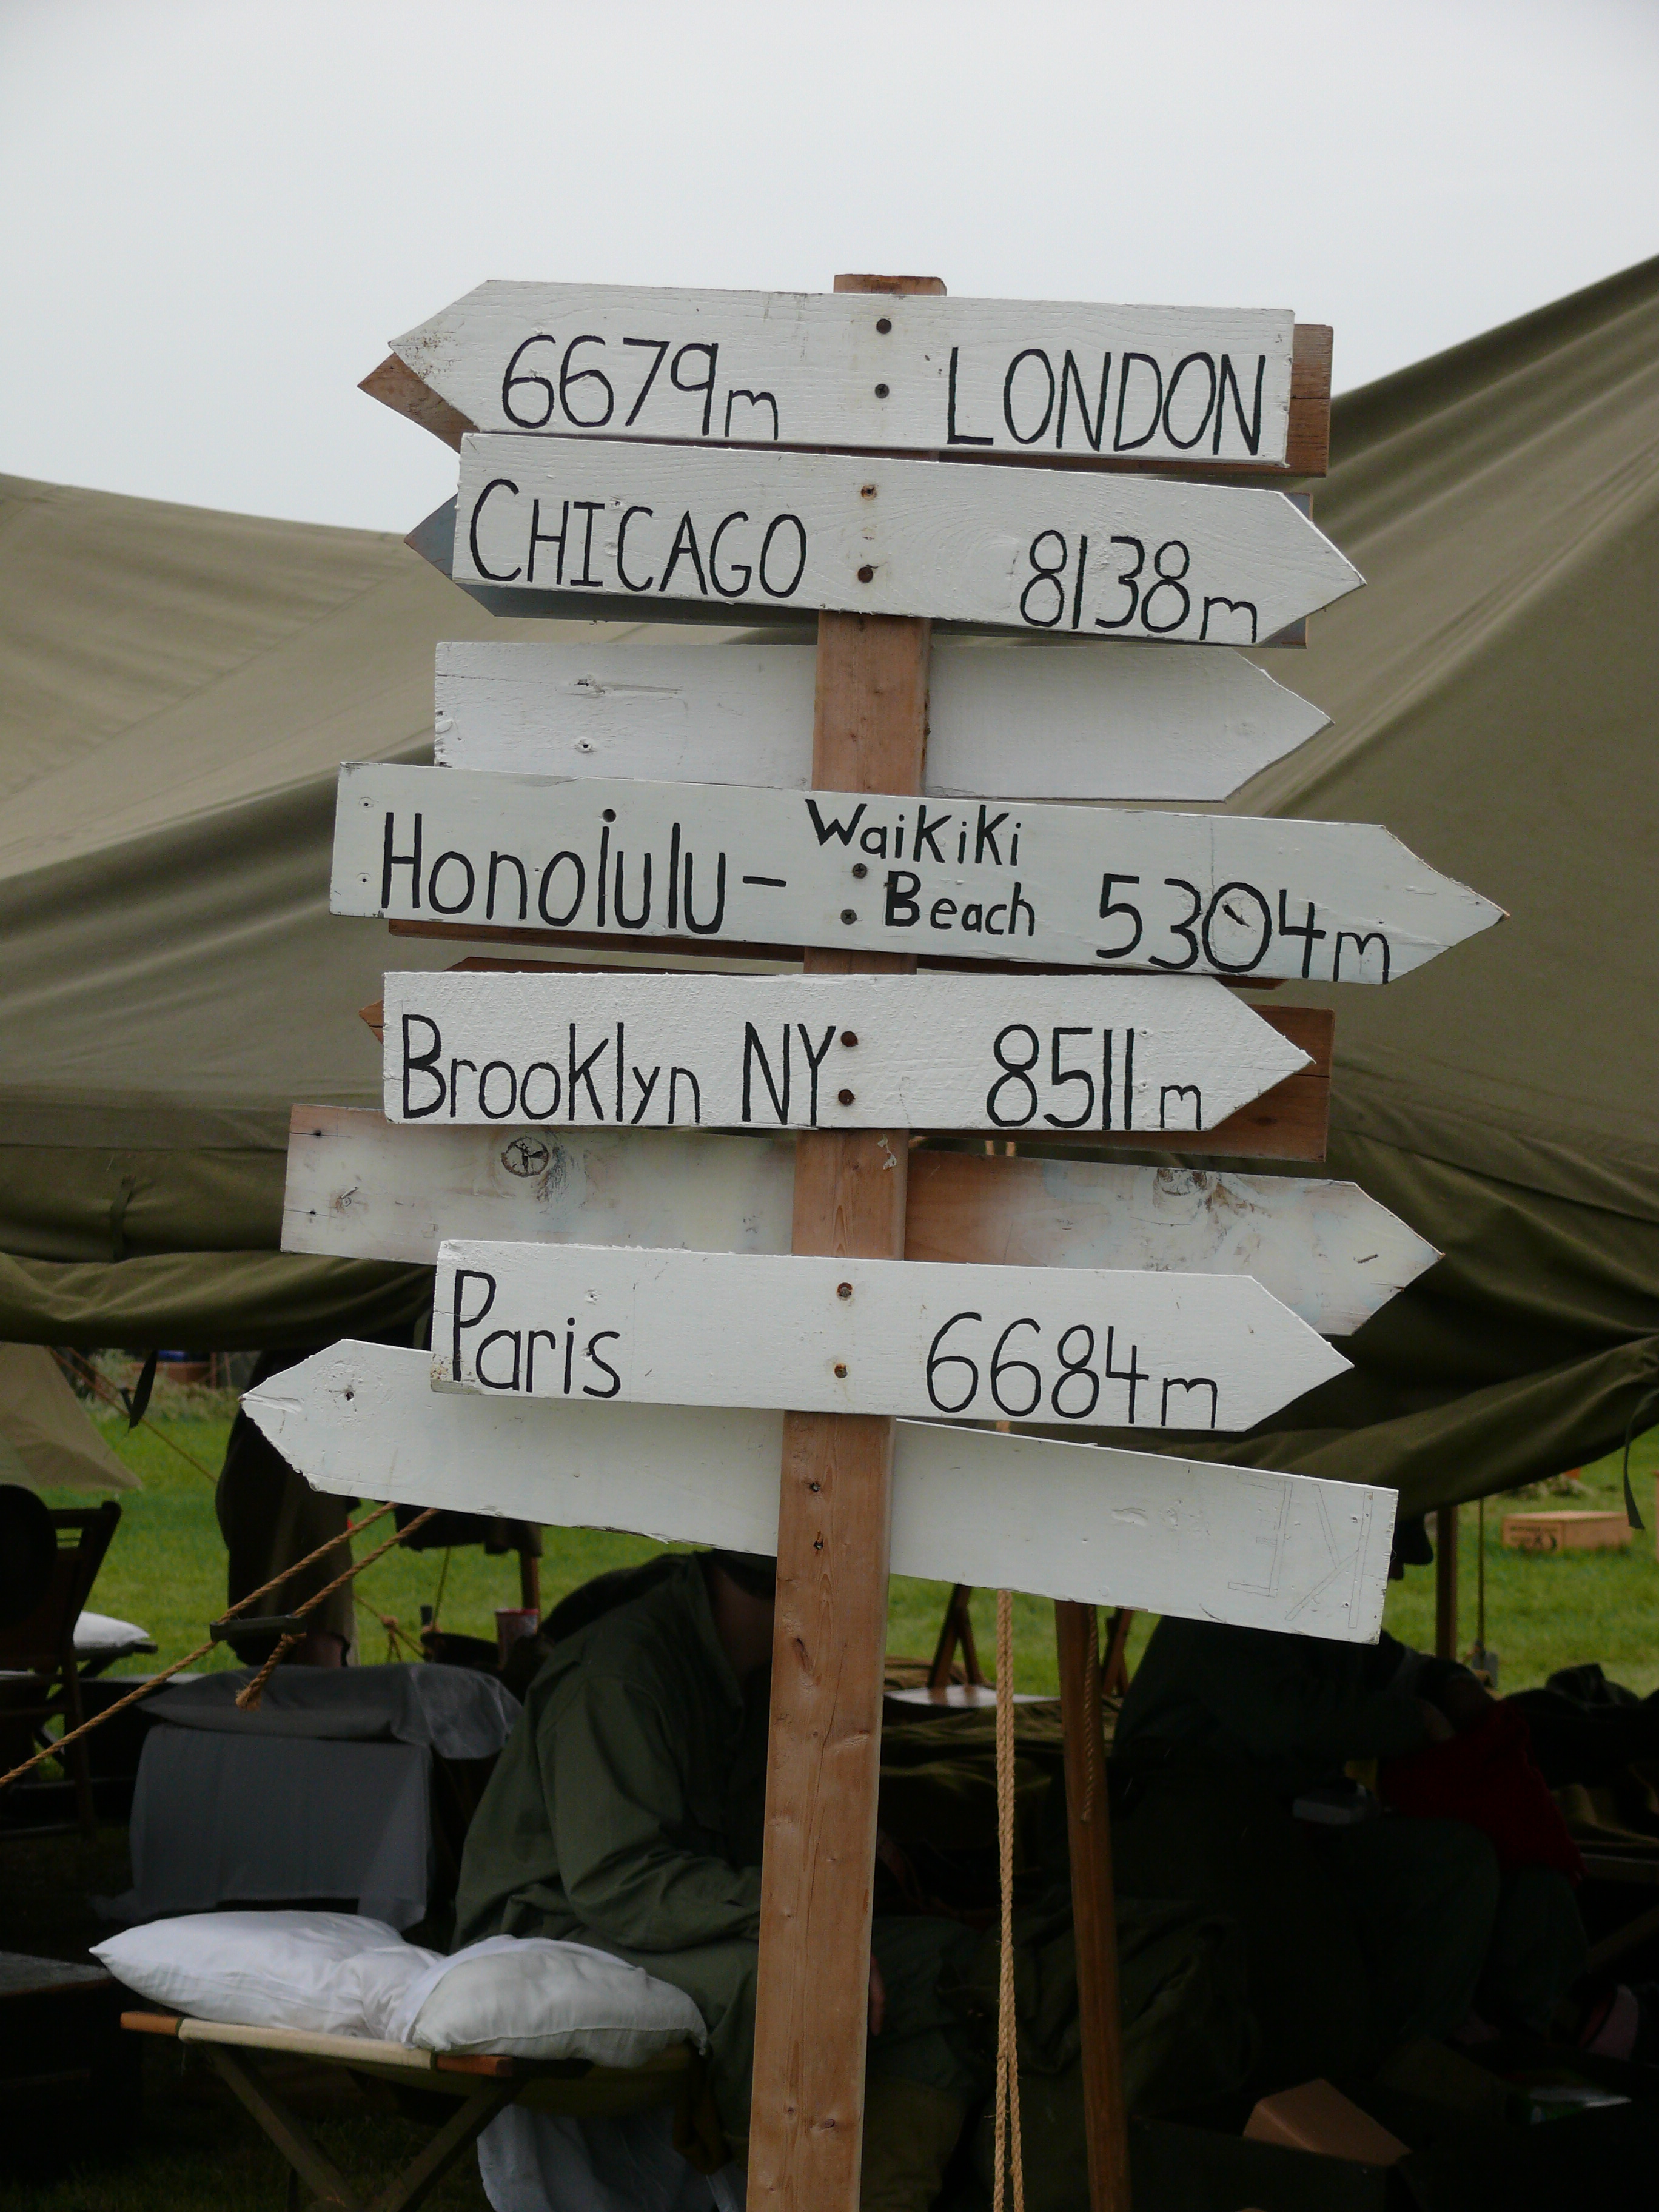 6679m LONDON
CHICAGO 8138m
Honolulu- Waikiki Beach 5304m
Brooklyn NY 8511m
Paris 6684m